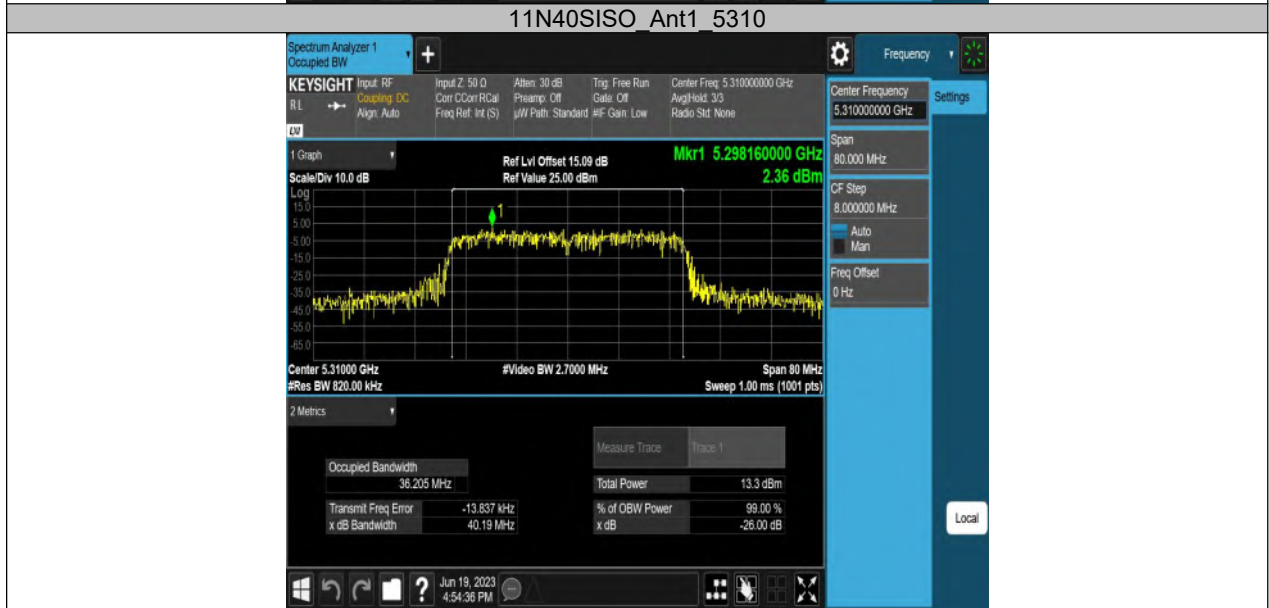 11N40SISO_Ant1_5310
Spectrum Analyzer 1
Occupied BW
+
Frequency
KEYSIGHT
RL
LXI
Input: RF
Coupling: DC
Align: Auto
Input Z: 50 Ω
Corr CCorr RCal
Freq Ref: Int (S)
Atten: 30 dB
Preamp: Off
µW Path: Standard
Trig: Free Run
Gate: Off
#IF Gain: Low
Center Freq: 5.310000000 GHz
Avg|Hold: 3/3
Radio Std: None
Center Frequency
5.310000000 GHz
Settings
Span
80.000 MHz
CF Step
8.000000 MHz
Auto
Man
Freq Offset
0 Hz
Local
1 Graph
Scale/Div 10.0 dB
Ref Lvl Offset 15.09 dB
Ref Value 25.00 dBm
Mkr1 5.298160000 GHz
2.36 dBm
Log
15.0
5.00
-5.00
-15.0
-25.0
-35.0
-45.0
-55.0
-65.0
1
Center 5.31000 GHz
#Res BW 820.00 kHz
#Video BW 2.7000 MHz
Span 80 MHz
Sweep 1.00 ms (1001 pts)
2 Metrics
Measure Trace Trace 1
Occupied Bandwidth
36.205 MHz
Total Power 13.3 dBm
Transmit Freq Error -13.837 kHz
% of OBW Power 99.00 %
x dB Bandwidth 40.19 MHz
x dB -26.00 dB
?
Jun 19, 2023
4:54:36 PM